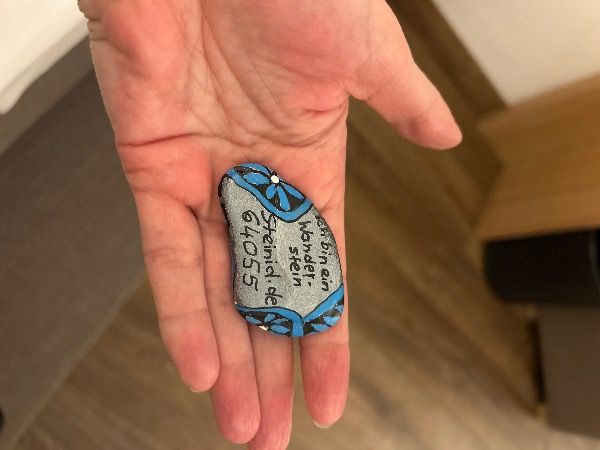 Ich bin ein
Wander-
stein
Steinid.de
64055